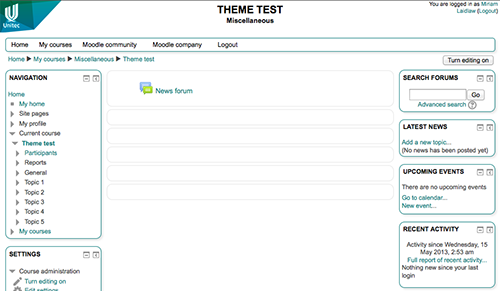 Unitec
THEME TEST
Miscellaneous
You are logged in as Miriam
Laidlaw (Logout)
Home My courses Moodle community Moodle company Logout
Home ► My courses ► Miscellaneous ► Theme test
Turn editing on
NAVIGATION
Home
My home
Site pages
My profile
Current course
Theme test
Participants
Reports
General
Topic 1
Topic 2
Topic 3
Topic 4
Topic 5
My courses
SETTINGS
Course administration
Turn editing on
Edit settings
News forum
SEARCH FORUMS
Go
Advanced search ?
LATEST NEWS
Add a new topic...
(No news has been posted yet)
UPCOMING EVENTS
There are no upcoming events
Go to calendar...
New event...
RECENT ACTIVITY
Activity since Wednesday, 15
May 2013, 2:53 am
Full report of recent activity...
Nothing new since your last
login